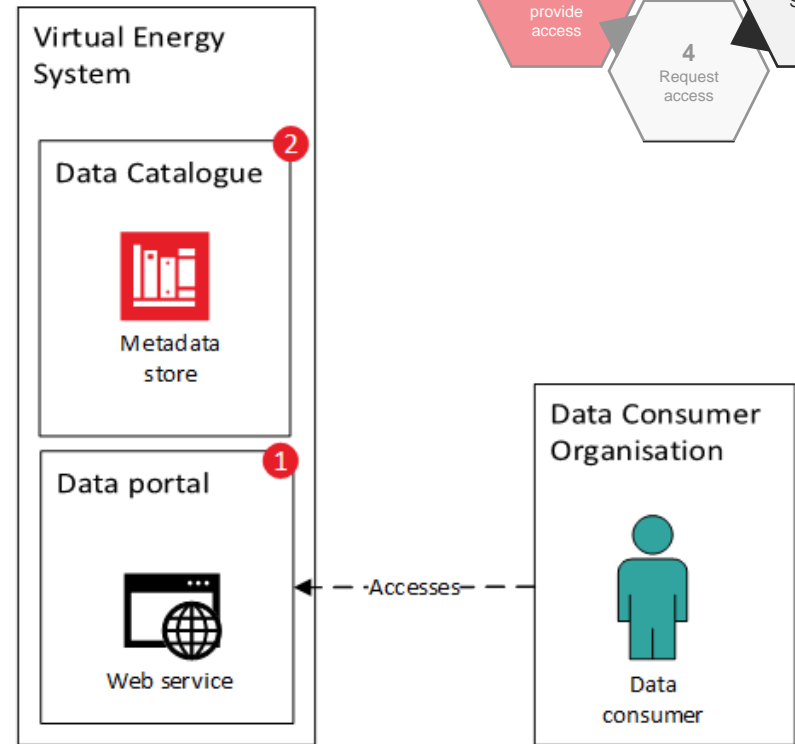 Virtual Energy
System
provide
access
4
Request
access
2
Data Catalogue
Metadata
store
1
Data portal
Web service
Accesses
Data Consumer
Organisation
Data
consumer